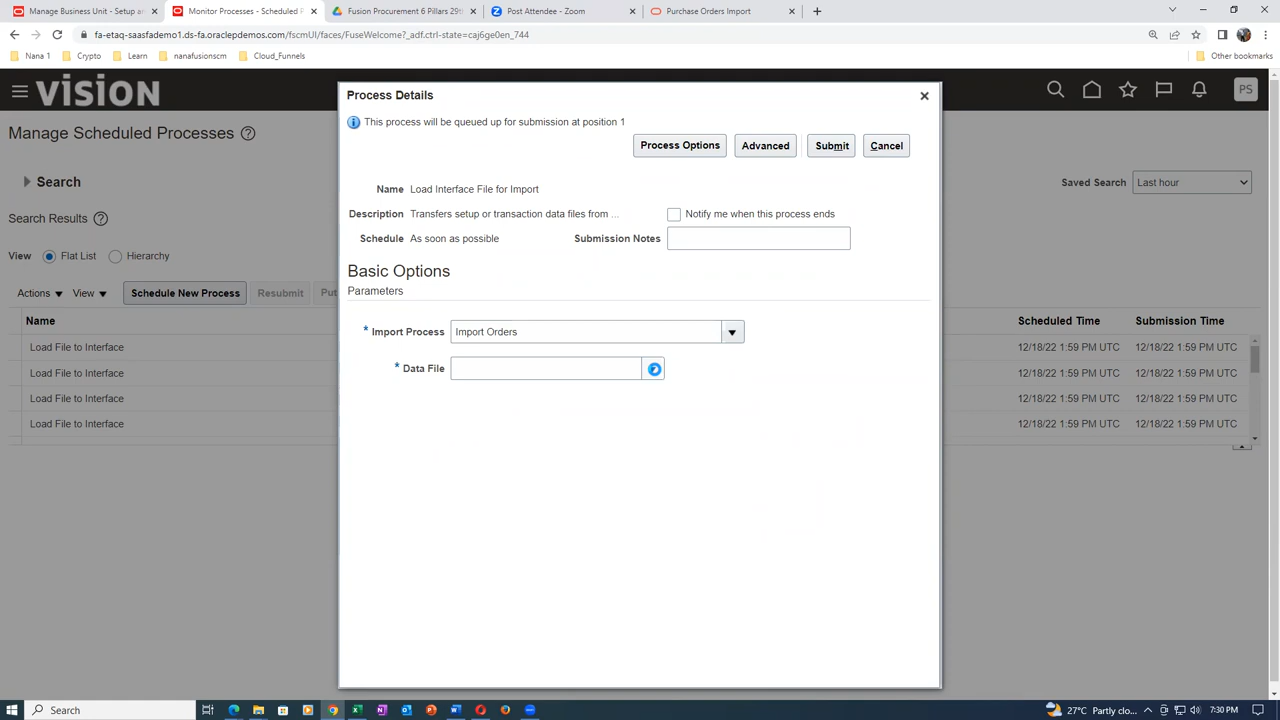 Manage Business Unit - Setup an
Monitor Processes - Scheduled P
Fusion Procurement 6 Pillars 29th
Post Attendee - Zoom
Purchase Orders Import
fa-etaq-saasfademo1.ds-fa.oraclepdemos.com/fscmUI/faces/FuseWelcome?_adf.ctrl-state=caj6ge0en_744
Nana 1
Crypto
Learn
nanafusionscm
Cloud_Funnels
Other bookmarks
VISION
PS
Manage Scheduled Processes
Search
Saved Search Last hour
Search Results
View Flat List Hierarchy
Actions View Schedule New Process Resubmit Put
Name Scheduled Time Submission Time
Load File to Interface 12/18/22 1:59 PM UTC 12/18/22 1:59 PM UTC
Load File to Interface 12/18/22 1:59 PM UTC 12/18/22 1:59 PM UTC
Load File to Interface 12/18/22 1:59 PM UTC 12/18/22 1:59 PM UTC
Load File to Interface 12/18/22 1:59 PM UTC 12/18/22 1:59 PM UTC
Process Details
This process will be queued up for submission at position 1
Process Options Advanced Submit Cancel
Name Load Interface File for Import
Description Transfers setup or transaction data files from ... Notify me when this process ends
Schedule As soon as possible Submission Notes
Basic Options
Parameters
* Import Process Import Orders
* Data File
Search
27°C Partly clo...
7:30 PM